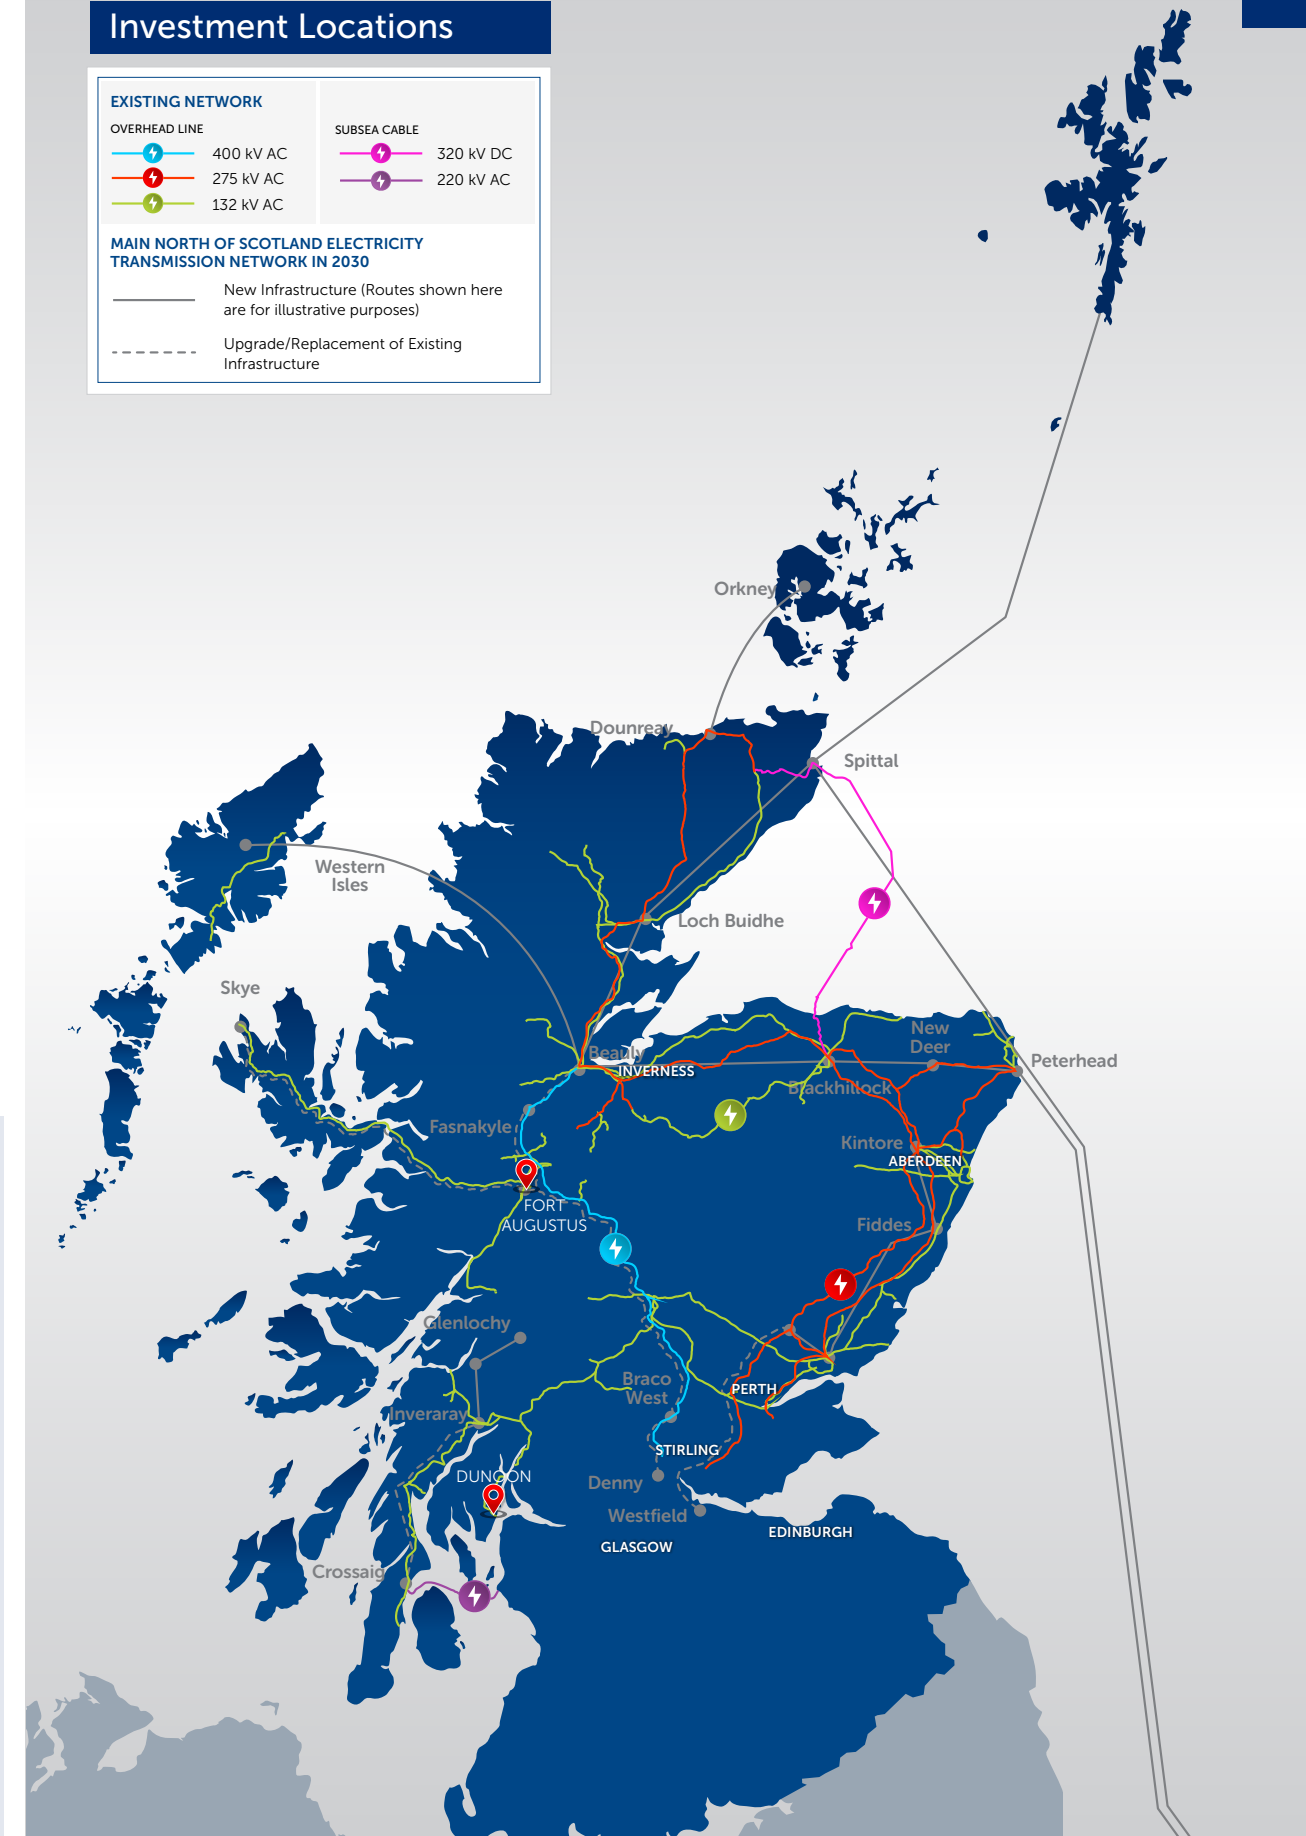 Investment Locations
EXISTING NETWORK
OVERHEAD LINE
400 kV AC
275 kV AC
132 kV AC
SUBSEA CABLE
320 kV DC
220 kV AC
MAIN NORTH OF SCOTLAND ELECTRICITY
TRANSMISSION NETWORK IN 2030
New Infrastructure (Routes shown here
are for illustrative purposes)
Upgrade/Replacement of Existing
Infrastructure
Orkney
Dounreay
Spittal
Western
Isles
Loch Buidhe
Skye
New
Deer
Beauly
INVERNESS
Peterhead
Blackhillock
Fasnakyle
Kintore
ABERDEEN
FORT
AUGUSTUS
Fiddes
Glenlochy
Braco
West
PERTH
Inveraray
STIRLING
DUNOON
Denny
Westfield
EDINBURGH
GLASGOW
Crossaig